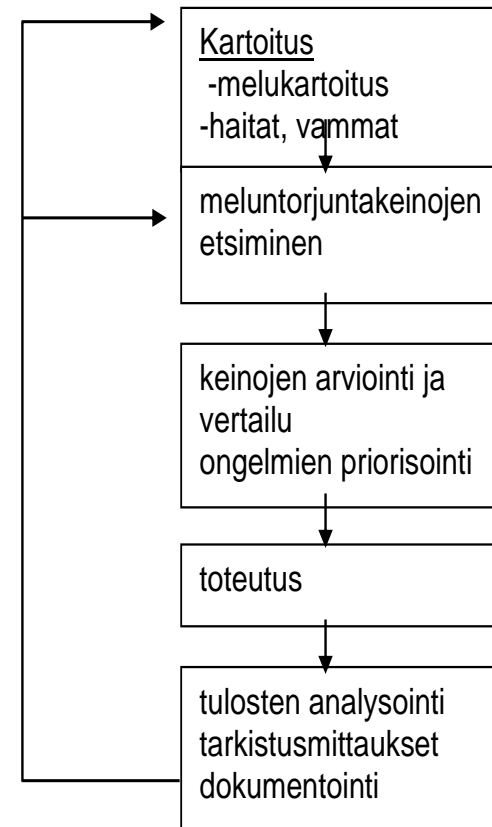 Kartoitus
-melukartoitus
-haitat, vammat
meluntorjuntakeinojen
etsiminen
keinojen arviointi ja
vertailu
ongelmien priorisointi
toteutus
tulosten analysointi
tarkistusmittaukset
dokumentointi